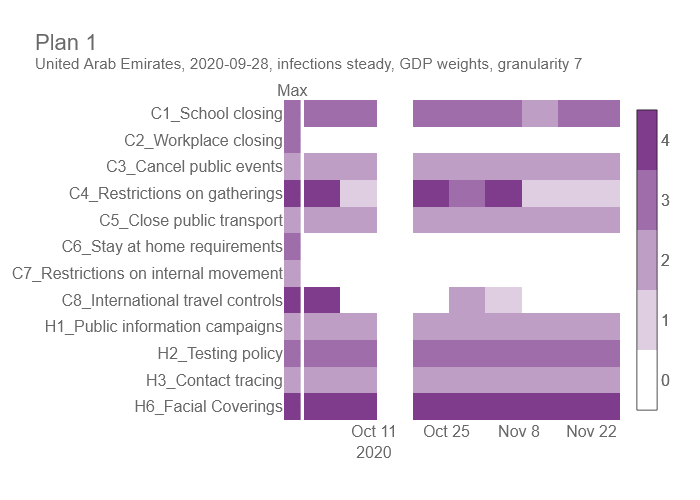 Plan 1
United Arab Emirates, 2020-09-28, infections steady, GDP weights, granularity 7
Max
C1_School closing
C2_Workplace closing
C3_Cancel public events
C4_Restrictions on gatherings
C5_Close public transport
C6_Stay at home requirements
C7_Restrictions on internal movement
C8_International travel controls
H1_Public information campaigns
H2_Testing policy
H3_Contact tracing
H6_Facial Coverings
Oct 11 Oct 25 Nov 8 Nov 22
2020
4
3
2
1
0